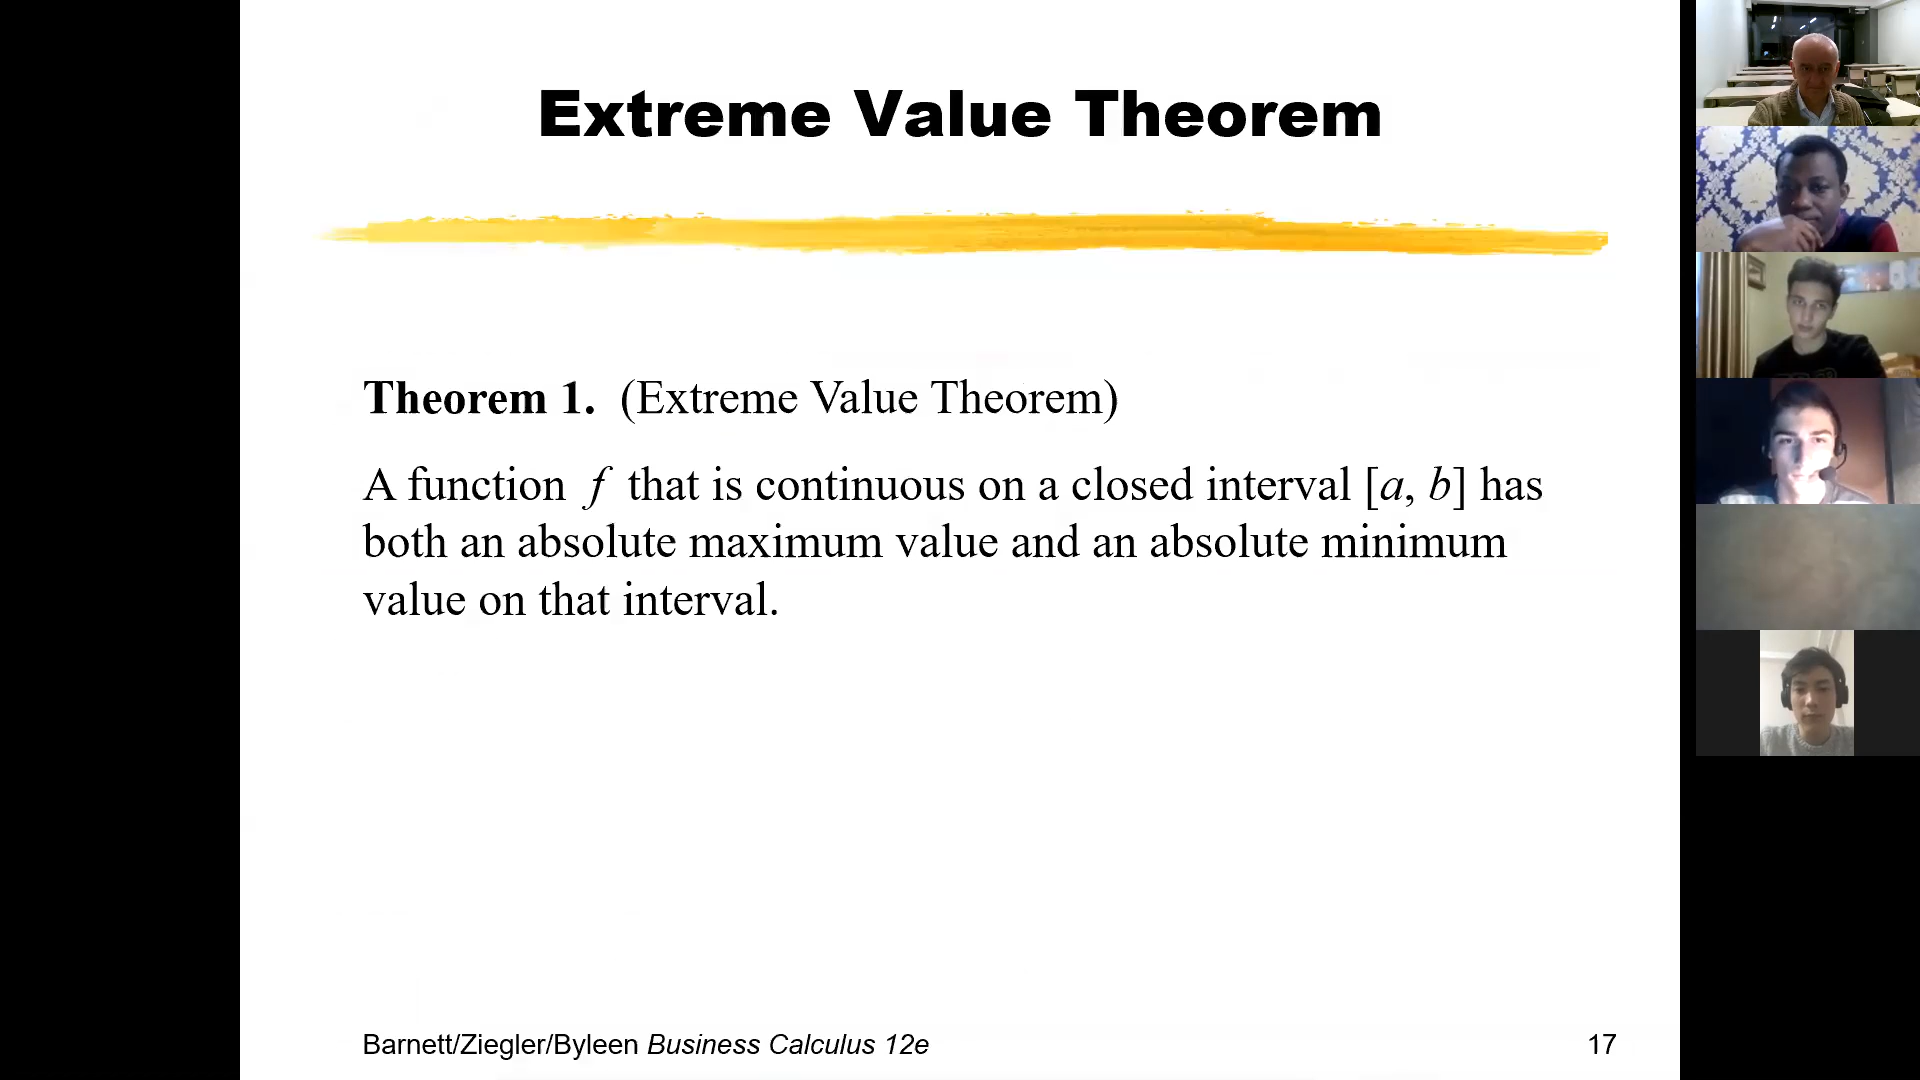 Extreme Value Theorem
Theorem 1. (Extreme Value Theorem)
A function f that is continuous on a closed interval [a, b] has
both an absolute maximum value and an absolute minimum
value on that interval.
Barnett/Ziegler/Byleen Business Calculus 12e
17